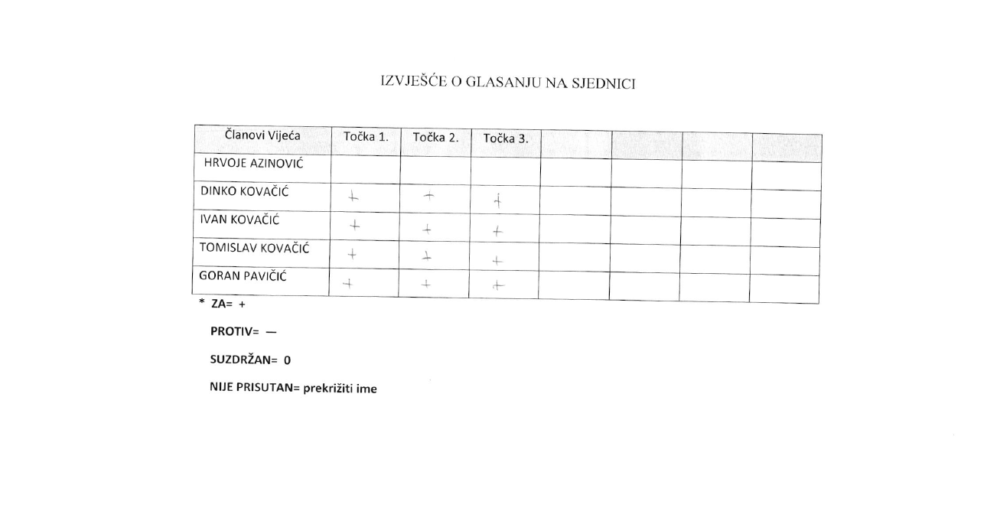 IZVJEŠĆE O GLASANJU NA SJEDNICI
Članovi Vijeća Točka 1. Točka 2. Točka 3.
HRVOJE AZINOVIĆ
DINKO KOVAČIĆ + + +
IVAN KOVAČIĆ + + +
TOMISLAV KOVAČIĆ + + +
GORAN PAVIČIĆ + + +
* ZA= +
PROTIV= —
SUZDRŽAN= 0
NIJE PRISUTAN= prekrižiti ime